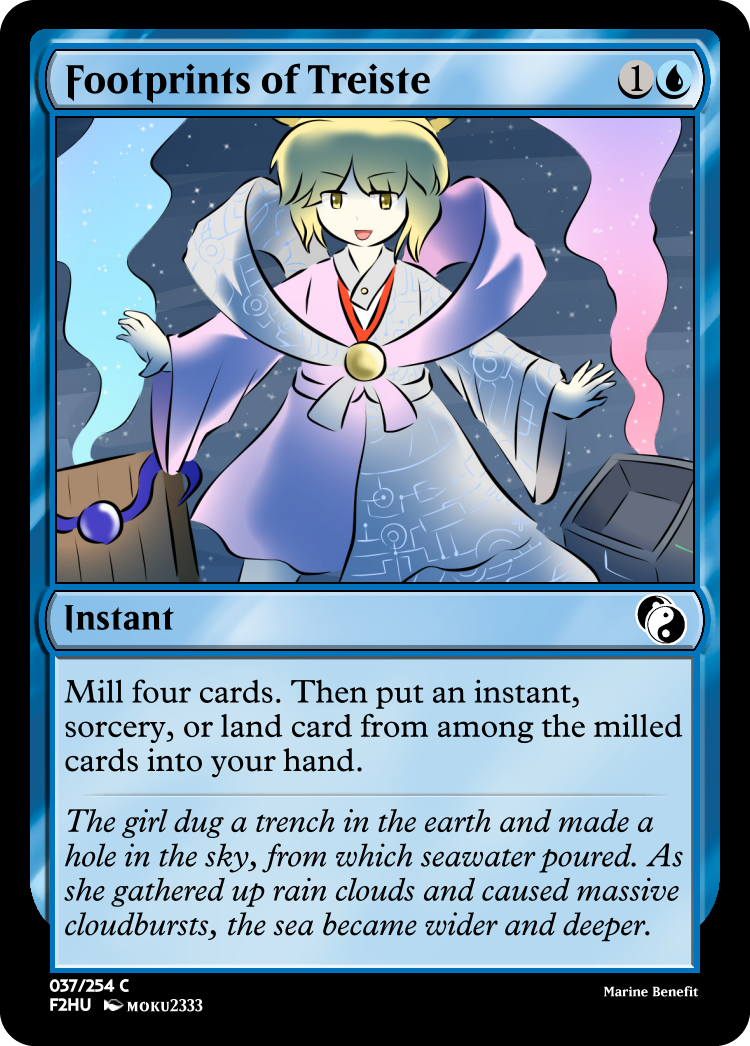 Footprints of Treiste 1
Instant
Mill four cards. Then put an instant,
sorcery, or land card from among the milled
cards into your hand.
The girl dug a trench in the earth and made a
hole in the sky, from which seawater poured. As
she gathered up rain clouds and caused massive
cloudbursts, the sea became wider and deeper.
037/254 C
F2HU MOKU2333
Marine Benefit